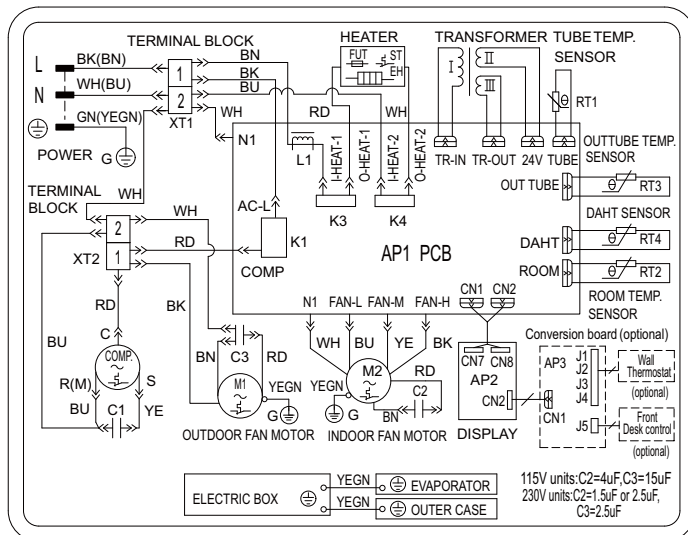 TERMINAL BLOCK
L BK(BN)
N WH(BU)
GN(YEGN)
POWER G
1
2
XT1
BN
BK
BU
WH
WH
HEATER
FUT ST
EH
RD WH
TRANSFORMER
I II
III
TUBE TEMP.
SENSOR
θ RT1
N1
L1
I-HEAT-1
O-HEAT-1
I-HEAT-2
O-HEAT-2
TR-IN TR-OUT 24V TUBE
K3 K4
AC-L
K1
COMP
AP1 PCB
OUTTUBE TEMP.
SENSOR
OUT TUBE
θ RT3
DAHT SENSOR
DAHT
θ RT4
ROOM
θ RT2
ROOM TEMP.
SENSOR
TERMINAL
BLOCK
2
1
XT2
WH
RD
BK
RD
BU
C
COMP.
R(M) S
BU YE
C1
N1 FAN-L FAN-M FAN-H
WH BU YE BK
CN1 CN2
C3
BN RD
M1
YEGN
G
OUTDOOR FAN MOTOR
M2
YEGN
G
RD
BN C2
INDOOR FAN MOTOR
CN7 CN8
AP2
CN2
DISPLAY
Conversion board (optional)
AP3
J1
J2
J3
J4
J5
CN1
Wall
Thermostat
(optional)
Front
Desk control
(optional)
ELECTRIC BOX
YEGN
YEGN
EVAPORATOR
OUTER CASE
115V units:C2=4uF,C3=15uF
230V units:C2=1.5uF or 2.5uF,
C3=2.5uF